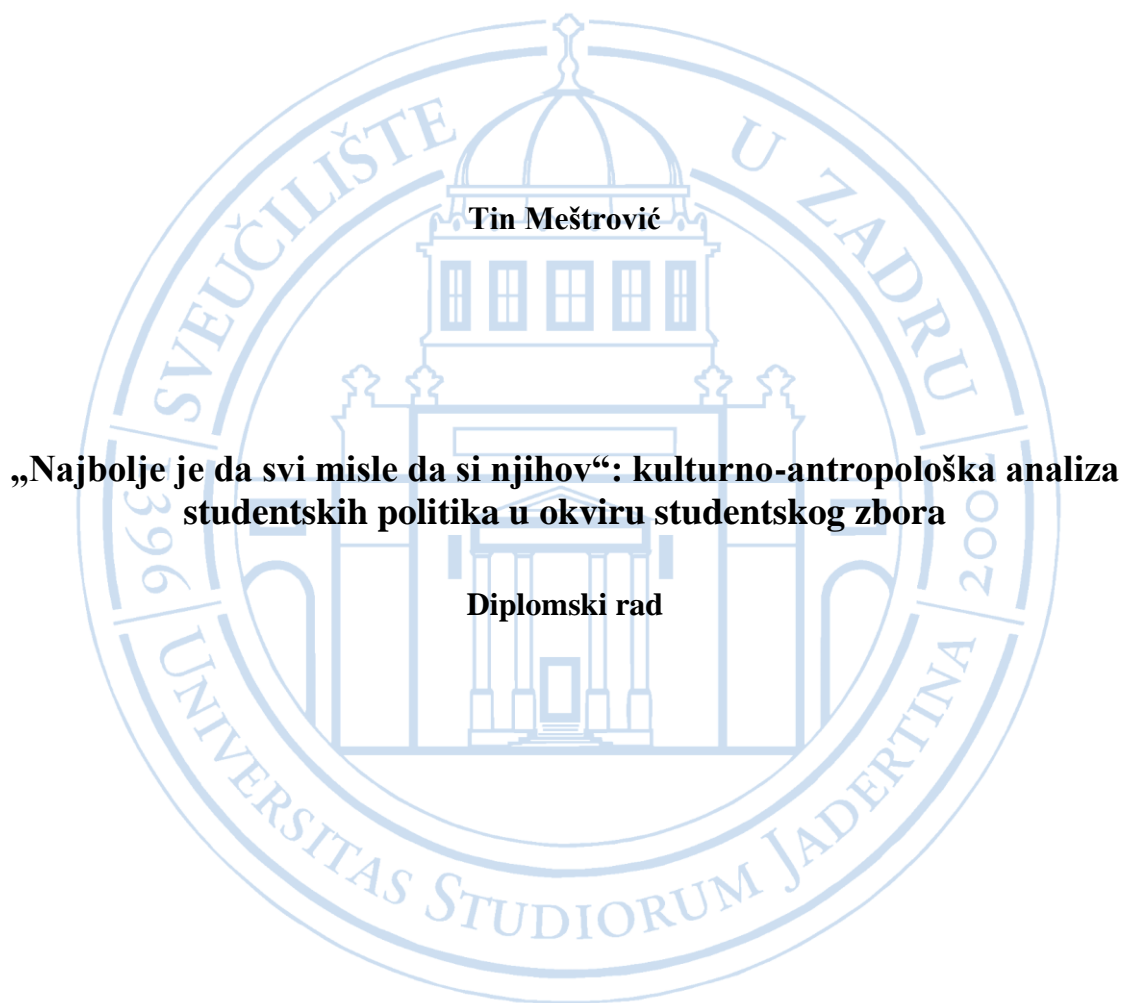 SVEUČILIŠTE U ZADRU
Tin Meštrović
„Najbolje je da svi misle da si njihov“: kulturno-antropološka analiza
studentskih politika u okviru studentskog zbora
Diplomski rad
1396
2002
UNIVERSITAS STUDIORUM JADERTINA